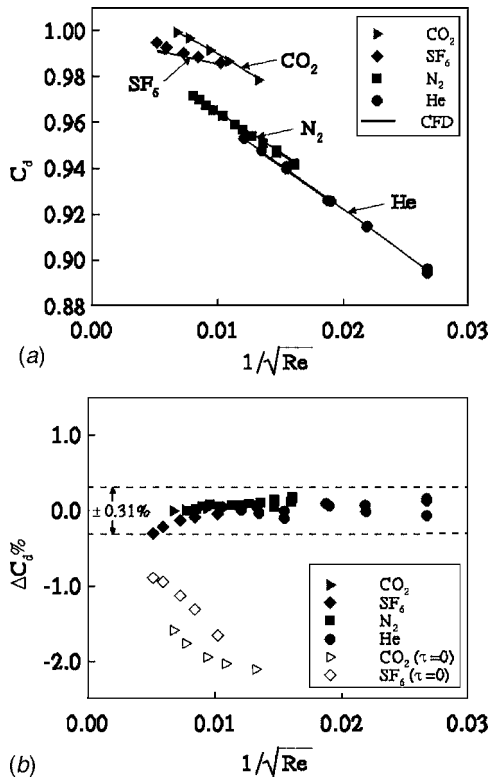 1.00
0.98
0.96
0.94
0.92
0.90
0.88
C_d
CO₂
SF₆
N₂
He
CFD
CO₂
SF₆
N₂
He
0.00
0.01
0.02
0.03
1/√Re
(a)
1.0
0.0
-1.0
-2.0
ΔC_d%
±0.31%
CO₂
SF₆
N₂
He
CO₂ (τ=0)
SF₆ (τ=0)
0.00
0.01
0.02
0.03
1/√Re
(b)